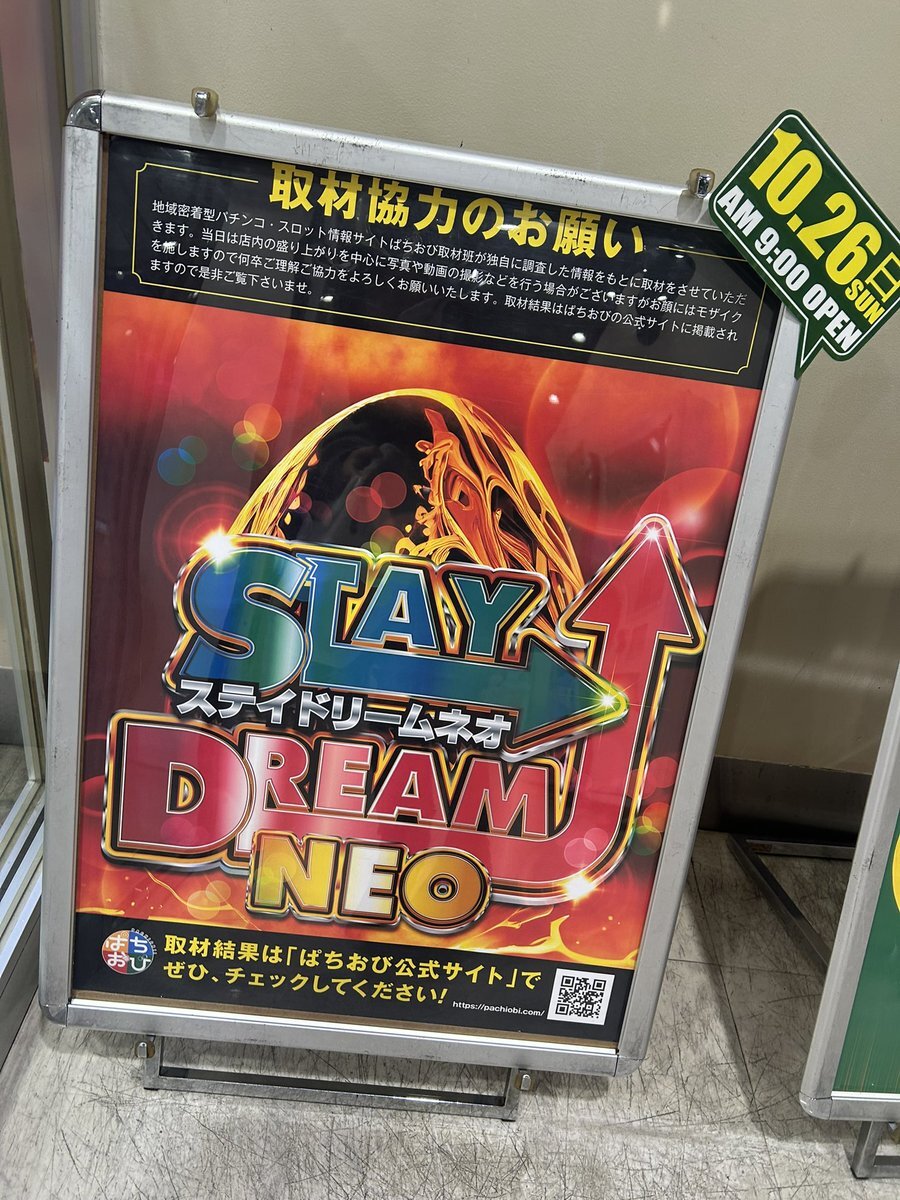 取材協力のお願い
地域密着型パチンコ・スロット情報サイトぱちおび取材班が独自に調査した情報をもとに取材をさせていただ
きます。当日は店内の盛り上がりを中心に写真や動画の撮影などを行う場合がございますがお顔にはモザイク
を施しますので何卒ご理解ご協力をよろしくお願いいたします。取材結果はぱちおびの公式サイトに掲載され
ますので是非ご覧下さいませ。
10.26日
SUN
AM 9:00 OPEN
STAY
ステイドリームネオ
DREAM
NEO
ぱち
おび
取材結果は「ぱちおび公式サイト」で
ぜひ、チェックしてください!
https://pachiobi.com/